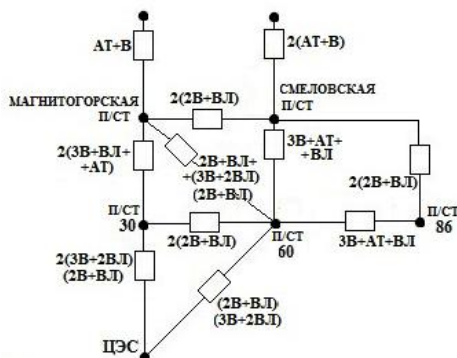 АТ+В
2(АТ+В)
МАГНИТОГОРСКАЯ
П/СТ
2(2В+ВЛ)
СМЕЛОВСКАЯ
П/СТ
2(3В+ВЛ+
+АТ)
2В+ВЛ+
+(3В+2ВЛ)
(2В+ВЛ)
3В+АТ+
+ВЛ
2(2В+ВЛ)
П/СТ
30
2(2В+ВЛ)
П/СТ
60
3В+АТ+ВЛ
П/СТ
86
2(3В+2ВЛ)
(2В+ВЛ)
(2В+ВЛ)
(3В+2ВЛ)
ЦЭС